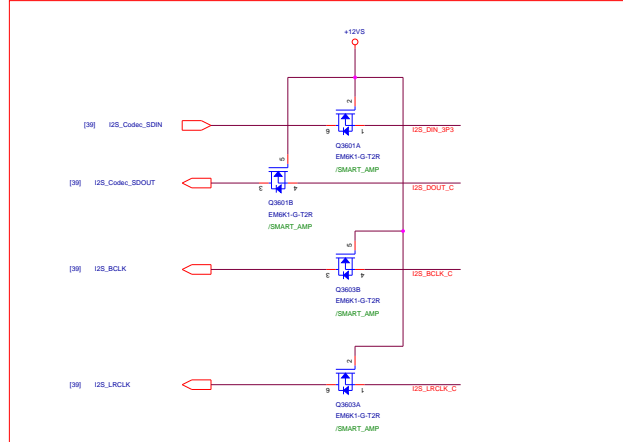 +12VS
2
[39] I2S_Codec_SDIN
6
1
I2S_DIN_3P3
Q3601A
EM6K1-G-T2R
/SMART_AMP
5
[39] I2S_Codec_SDOUT
3
4
I2S_DOUT_C
Q3601B
EM6K1-G-T2R
/SMART_AMP
5
[39] I2S_BCLK
3
4
I2S_BCLK_C
Q3603B
EM6K1-G-T2R
/SMART_AMP
2
[39] I2S_LRCLK
6
1
I2S_LRCLK_C
Q3603A
EM6K1-G-T2R
/SMART_AMP